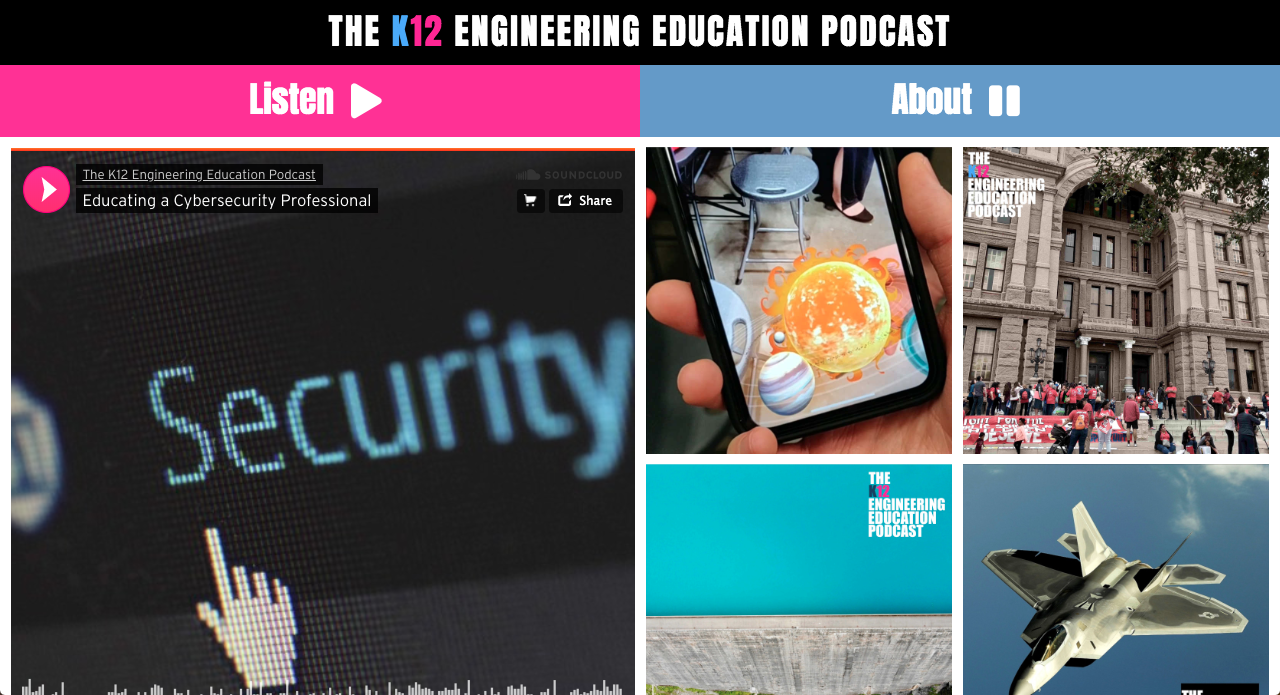 THE K12 ENGINEERING EDUCATION PODCAST
Listen
About
The K12 Engineering Education Podcast
SOUNDCLOUD
Educating a Cybersecurity Professional
Share
Security
THE
K12
ENGINEERING
EDUCATION
PODCAST
THE
K12
ENGINEERING
EDUCATION
PODCAST
THE